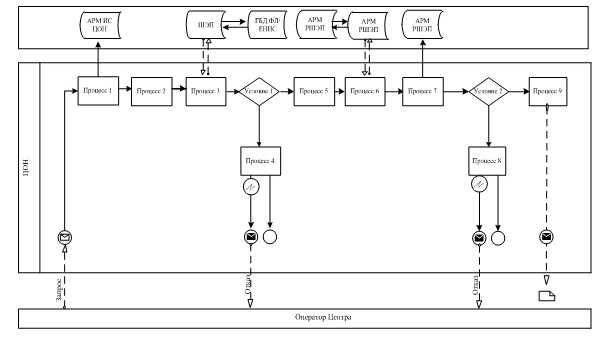 АРМ ИС
ЦОН
ШЭП
ГБД ФЛ/
ЕНИС
АРМ
РШЭП
АРМ
РШЭП
АРМ
РШЭП
ЦОН
Процесс 1
Процесс 2
Процесс 3
Условие 1
Процесс 5
Процесс 6
Процесс 7
Условие 2
Процесс 9
Процесс 4
Процесс 8
Запрос
Отказ
Отказ
Оператор Центра